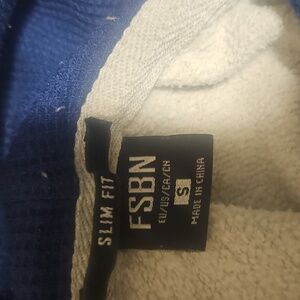 SLIM FIT
FSBN
EU/US/CA/CN
S
MADE IN CHINA